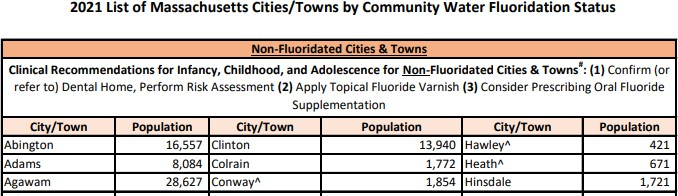 2021 List of Massachusetts Cities/Towns by Community Water Fluoridation Status
Non-Fluoridated Cities & Towns
Clinical Recommendations for Infancy, Childhood, and Adolescence for Non-Fluoridated Cities & Towns#: (1) Confirm (or
refer to) Dental Home, Perform Risk Assessment (2) Apply Topical Fluoride Varnish (3) Consider Prescribing Oral Fluoride
Supplementation
City/Town Population City/Town Population City/Town Population
Abington 16,557 Clinton 13,940 Hawley^ 421
Adams 8,084 Colrain 1,772 Heath^ 671
Agawam 28,627 Conway^ 1,854 Hinsdale 1,721